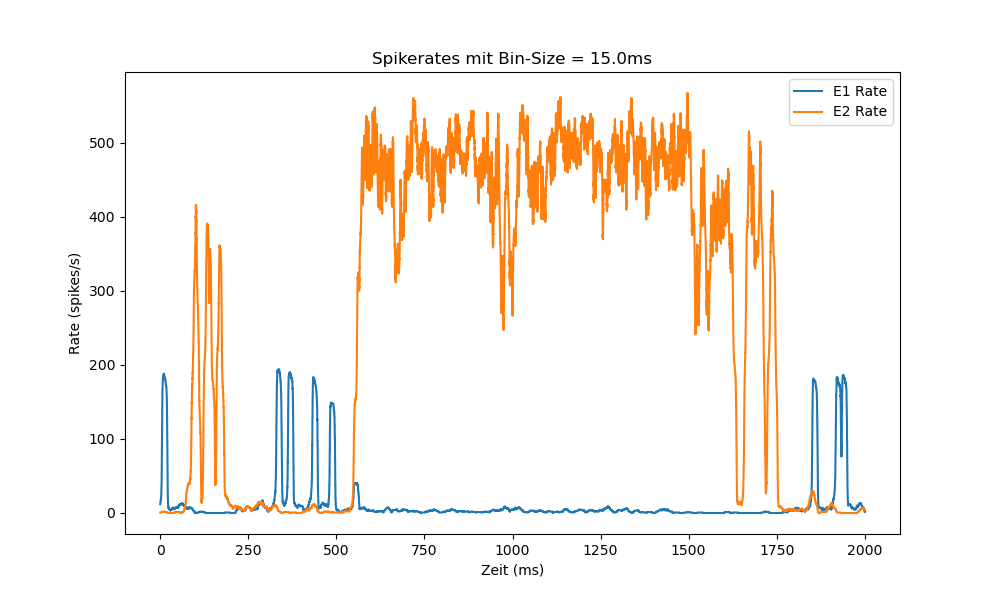 Spikerates mit Bin-Size = 15.0ms
E1 Rate
E2 Rate
Rate (spikes/s)
500
400
300
200
100
0
0 250 500 750 1000 1250 1500 1750 2000
Zeit (ms)